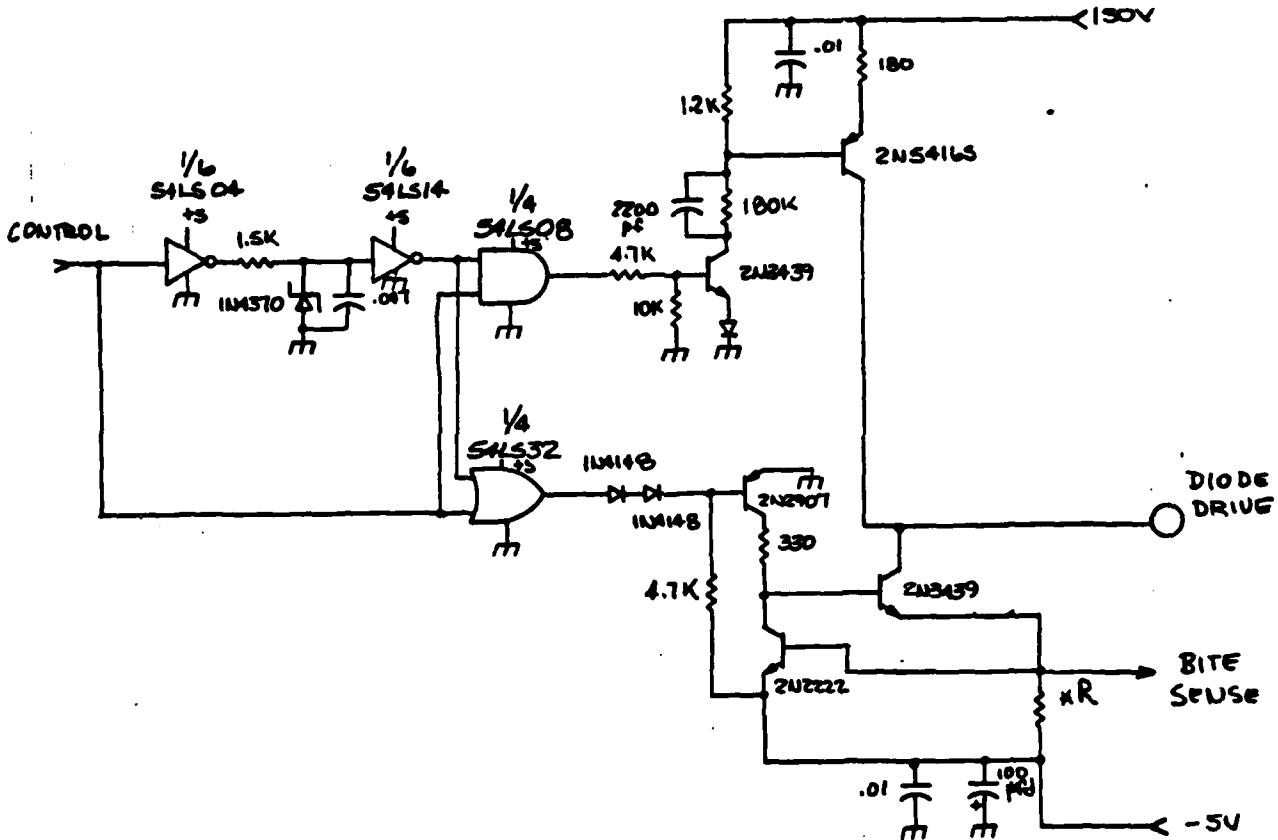 150V
.01
180
1.2K
2N5416S
1/6
54LS04
+5
1/6
54LS14
+5
1/4
54LS08
+5
2200
pf
180K
CONTROL
1.5K
4.7K
2N3439
1N4370
.047
10K
1/4
54LS32
+5
1N4148
1N4148
2N2907
DIODE
DRIVE
330
4.7K
2N3439
2N2222
BITE
SENSE
*R
.01
100
µfd
+
-5V